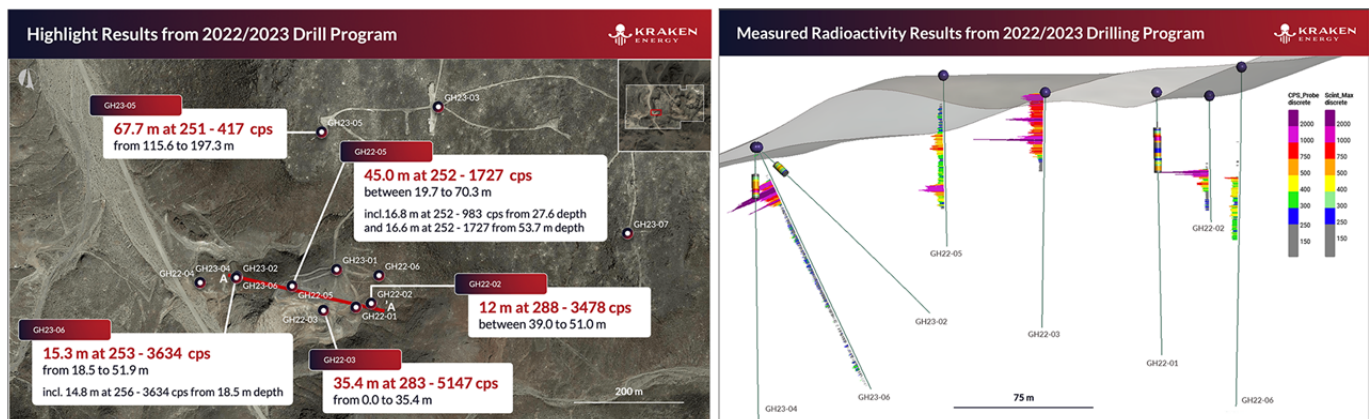 Highlight Results from 2022/2023 Drill Program
KRAKEN
ENERGY
GH23-05
67.7 m at 251 - 417 cps
from 115.6 to 197.3 m
GH23-03
GH23-05
GH22-05
45.0 m at 252 - 1727 cps
between 19.7 to 70.3 m
incl.16.8 m at 252 - 983 cps from 27.6 depth
and 16.6 m at 252 - 1727 from 53.7 m depth
GH23-07
GH23-01
GH22-06
GH22-04
GH23-04
GH23-02
A
GH23-06
GH22-05
GH22-02
GH22-03
GH22-01
'A
GH22-02
12 m at 288 - 3478 cps
between 39.0 to 51.0 m
GH23-06
15.3 m at 253 - 3634 cps
from 18.5 to 51.9 m
incl. 14.8 m at 256 - 3634 cps from 18.5 m depth
GH22-03
35.4 m at 283 - 5147 cps
from 0.0 to 35.4 m
200 m
Measured Radioactivity Results from 2022/2023 Drilling Program
KRAKEN
ENERGY
CPS_Probe
discrete
2000
1000
750
500
400
300
250
150
Scint_Max
discrete
2000
1000
750
500
400
300
250
150
GH22-05
GH22-02
GH23-02
GH22-03
GH22-01
GH23-06
GH22-06
GH23-04
75 m